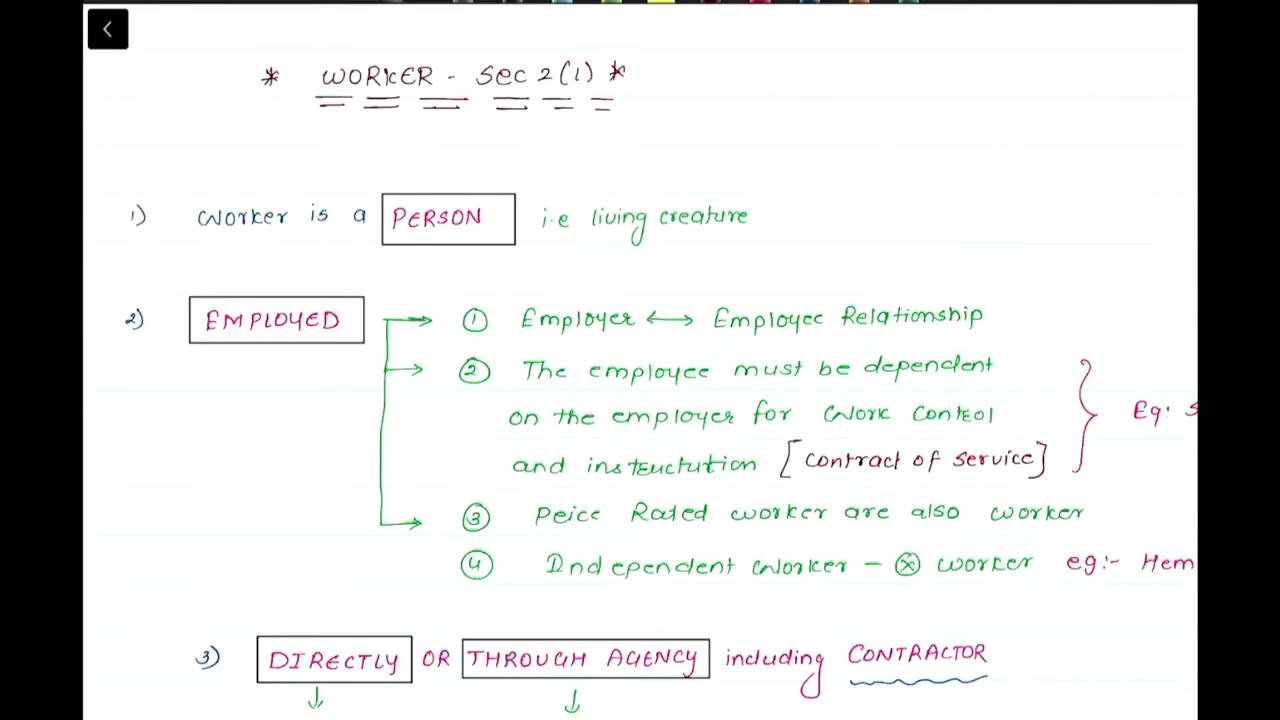 * WORKER - Sec 2(1) *
1) Worker is a PERSON i.e living creature
2) EMPLOYED
① Employer ↔ Employee Relationship
② The employee must be dependent
on the employer for work control
and instructution [contract of service]
Eg: S
③ Peice Rated worker are also worker
④ Independent worker - ⊗ worker eg:- Hem
3) DIRECTLY OR THROUGH AGENCY including CONTRACTOR